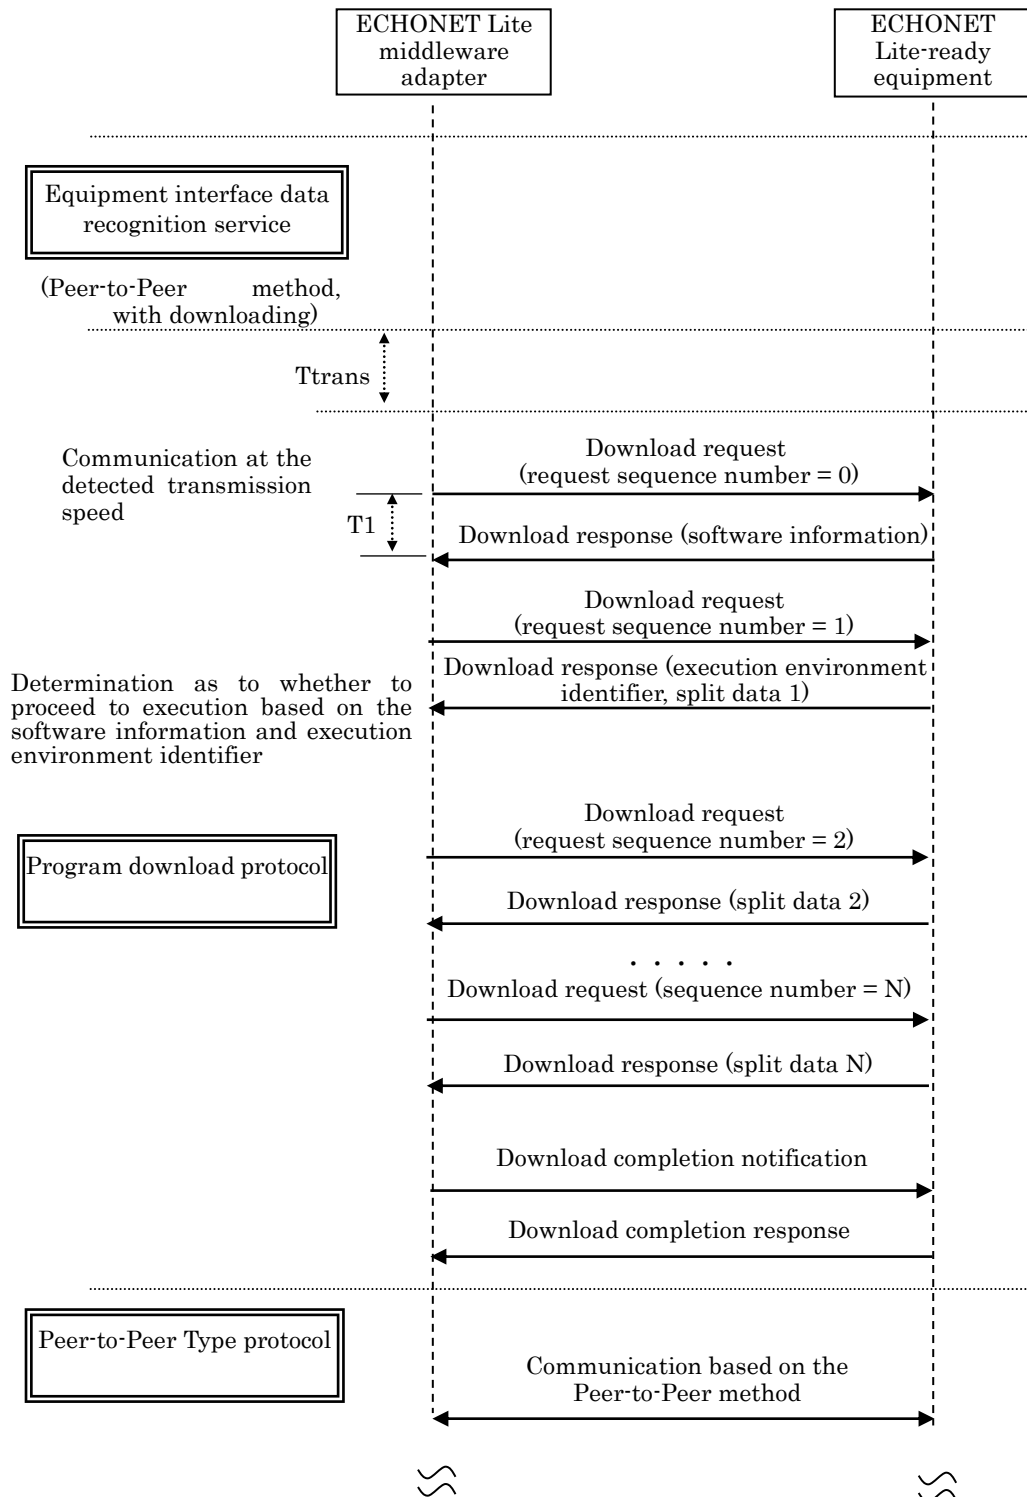 ECHONET Lite
middleware
adapter
ECHONET
Lite-ready
equipment
Equipment interface data
recognition service
(Peer-to-Peer method,
with downloading)
Ttrans
Communication at the
detected transmission
speed
Download request
(request sequence number = 0)
T1
Download response (software information)
Download request
(request sequence number = 1)
Download response (execution environment
identifier, split data 1)
Determination as to whether to
proceed to execution based on the
software information and execution
environment identifier
Download request
(request sequence number = 2)
Program download protocol
Download response (split data 2)
. . . . .
Download request (sequence number = N)
Download response (split data N)
Download completion notification
Download completion response
Peer-to-Peer Type protocol
Communication based on the
Peer-to-Peer method